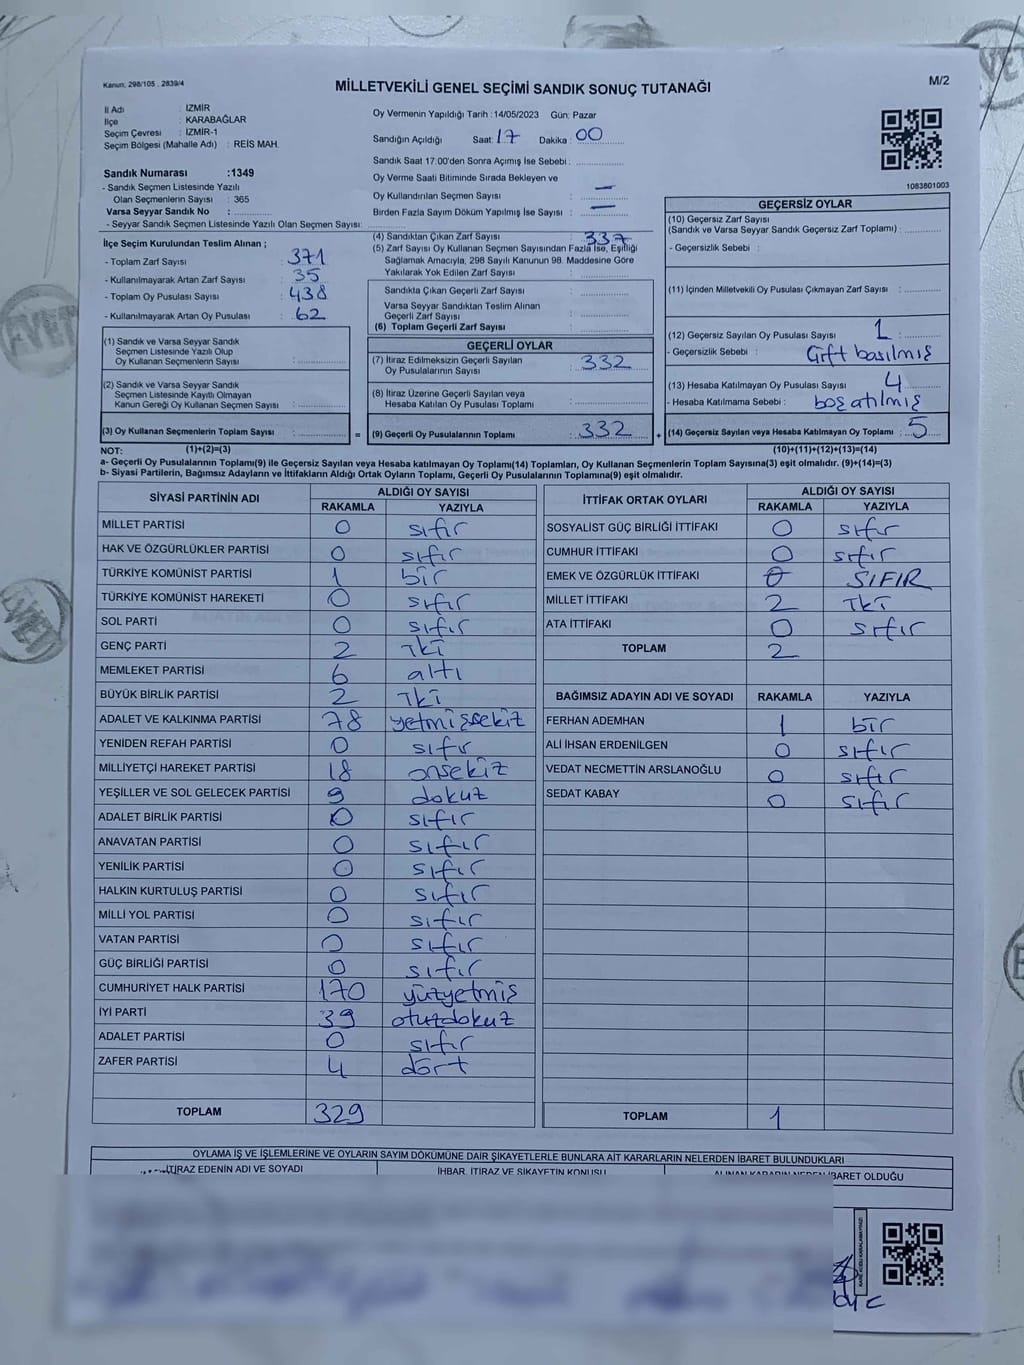 Kanun: 298/105 . 2839/4
MİLLETVEKİLİ GENEL SEÇİMİ SANDIK SONUÇ TUTANAĞI
M/2
İl Adı : İZMİR
İlçe : KARABAĞLAR
Seçim Çevresi : İZMİR-1
Seçim Bölgesi (Mahalle Adı) : REİS MAH.
Sandık Numarası :1349
- Sandık Seçmen Listesinde Yazılı
Olan Seçmenlerin Sayısı : 365
Varsa Seyyar Sandık No :
- Seyyar Sandık Seçmen Listesinde Yazılı Olan Seçmen Sayısı:
İlçe Seçim Kurulundan Teslim Alınan ;
- Toplam Zarf Sayısı : 371
- Kullanılmayarak Artan Zarf Sayısı : 35
- Toplam Oy Pusulası Sayısı : 438
- Kullanılmayarak Artan Oy Pusulası : 62
(1) Sandık ve Varsa Seyyar Sandık
Seçmen Listesinde Yazılı Olup
Oy Kullanan Seçmenlerin Sayısı :
(2) Sandık ve Varsa Seyyar Sandık
Seçmen Listesinde Kayıtlı Olmayan
Kanun Gereği Oy Kullanan Seçmen Sayısı :
(3) Oy Kullanan Seçmenlerin Toplam Sayısı :
Oy Vermenin Yapıldığı Tarih :14/05/2023 Gün: Pazar
Sandığın Açıldığı Saat: 17 Dakika : 00
Sandık Saat 17:00'den Sonra Açımış İse Sebebi :
Oy Verme Saati Bitiminde Sırada Bekleyen ve
Oy Kullandırılan Seçmen Sayısı : —
Birden Fazla Sayım Döküm Yapılmış İse Sayısı : —
(4) Sandıktan Çıkan Zarf Sayısı : 337
(5) Zarf Sayısı Oy Kullanan Seçmen Sayısından Fazla İse, Eşitliği
Sağlamak Amacıyla, 298 Sayılı Kanunun 98. Maddesine Göre
Yakılarak Yok Edilen Zarf Sayısı :
Sandıkta Çıkan Geçerli Zarf Sayısı :
Varsa Seyyar Sandıktan Teslim Alınan
Geçerli Zarf Sayısı :
(6) Toplam Geçerli Zarf Sayısı :
GEÇERLİ OYLAR
(7) İtiraz Edilmeksizin Geçerli Sayılan
Oy Pusulalarının Sayısı : 332
(8) İtiraz Üzerine Geçerli Sayılan veya
Hesaba Katılan Oy Pusulası Toplamı :
= (9) Geçerli Oy Pusulalarının Toplamı : 332 +
1083801003
GEÇERSİZ OYLAR
(10) Geçersiz Zarf Sayısı
(Sandık ve Varsa Seyyar Sandık Geçersiz Zarf Toplamı) :
- Geçersizlik Sebebi :
(11) İçinden Milletvekili Oy Pusulası Çıkmayan Zarf Sayısı :
(12) Geçersiz Sayılan Oy Pusulası Sayısı : 1
- Geçersizlik Sebebi : Çift basılmış
(13) Hesaba Katılmayan Oy Pusulası Sayısı : 4
- Hesaba Katılmama Sebebi : boş atılmış
(14) Geçersiz Sayılan veya Hesaba Katılmayan Oy Toplamı : 5
NOT: (1)+(2)=(3) (10)+(11)+(12)+(13)=(14)
a- Geçerli Oy Pusulalarının Toplamı(9) ile Geçersiz Sayılan veya Hesaba katılmayan Oy Toplamı(14) Toplamları, Oy Kullanan Seçmenlerin Toplam Sayısına(3) eşit olmalıdır. (9)+(14)=(3)
b- Siyasi Partilerin, Bağımsız Adayların ve İttifakların Aldığı Ortak Oyların Toplamı, Geçerli Oy Pusulalarının Toplamına(9) eşit olmalıdır.
SİYASİ PARTİNİN ADI ALDIĞI OY SAYISI
RAKAMLA YAZIYLA
MİLLET PARTİSİ 0 sıfır
HAK VE ÖZGÜRLÜKLER PARTİSİ 0 sıfır
TÜRKİYE KOMÜNİST PARTİSİ 1 bir
TÜRKİYE KOMÜNİST HAREKETİ 0 sıfır
SOL PARTİ 0 sıfır
GENÇ PARTİ 2 iki
MEMLEKET PARTİSİ 6 altı
BÜYÜK BİRLİK PARTİSİ 2 iki
ADALET VE KALKINMA PARTİSİ 78 yetmişsekiz
YENİDEN REFAH PARTİSİ 0 sıfır
MİLLİYETÇİ HAREKET PARTİSİ 18 onsekiz
YEŞİLLER VE SOL GELECEK PARTİSİ 9 dokuz
ADALET BİRLİK PARTİSİ 0 sıfır
ANAVATAN PARTİSİ 0 sıfır
YENİLİK PARTİSİ 0 sıfır
HALKIN KURTULUŞ PARTİSİ 0 sıfır
MİLLİ YOL PARTİSİ 0 sıfır
VATAN PARTİSİ 0 sıfır
GÜÇ BİRLİĞİ PARTİSİ 0 sıfır
CUMHURİYET HALK PARTİSİ 170 yüzyetmiş
İYİ PARTİ 39 otuzdokuz
ADALET PARTİSİ 0 sıfır
ZAFER PARTİSİ 4 dört
TOPLAM 329
İTTİFAK ORTAK OYLARI ALDIĞI OY SAYISI
RAKAMLA YAZIYLA
SOSYALİST GÜÇ BİRLİĞİ İTTİFAKI 0 sıfır
CUMHUR İTTİFAKI 0 sıfır
EMEK VE ÖZGÜRLÜK İTTİFAKI 0 SIFIR
MİLLET İTTİFAKI 2 iki
ATA İTTİFAKI 0 sıfır
TOPLAM 2
BAĞIMSIZ ADAYIN ADI VE SOYADI RAKAMLA YAZIYLA
FERHAN ADEMHAN 1 bir
ALİ İHSAN ERDENİLGEN 0 sıfır
VEDAT NECMETTİN ARSLANOĞLU 0 sıfır
SEDAT KABAY 0 sıfır
TOPLAM 1
OYLAMA İŞ VE İŞLEMLERİNE VE OYLARIN SAYIM DÖKÜMÜNE DAİR ŞİKAYETLERLE BUNLARA AİT KARARLARIN NELERDEN İBARET BULUNDUKLARI
İTİRAZ EDENİN ADI VE SOYADI
İHBAR, İTİRAZ VE ŞİKAYETİN KONUSU
ALINAN KARARIN NEDEN İBARET OLDUĞU